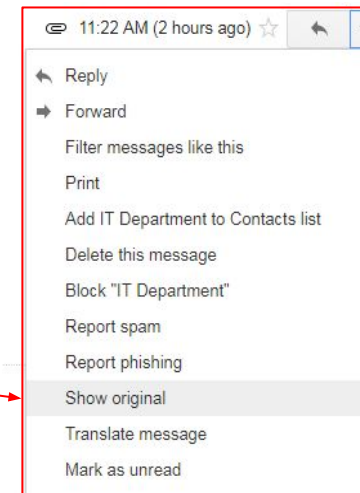 11:22 AM (2 hours ago)
Reply
Forward
Filter messages like this
Print
Add IT Department to Contacts list
Delete this message
Block "IT Department"
Report spam
Report phishing
Show original
Translate message
Mark as unread